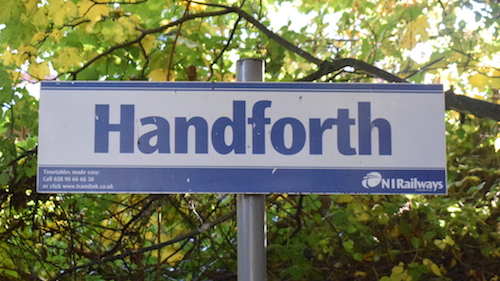 Handforth
Timetables made easy:
Call 028 90 66 66 30
or click www.translink.co.uk
NIRailways